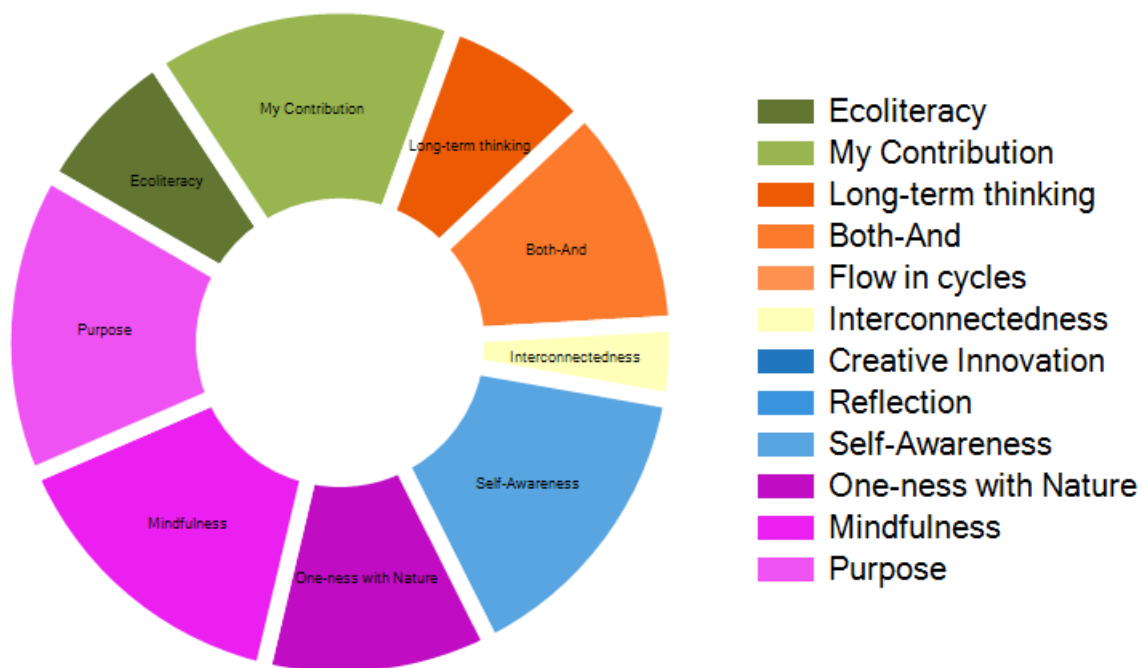 My Contribution
Long-term thinking
Ecoliteracy
Both-And
Purpose
Interconnectedness
Self-Awareness
Mindfulness
One-ness with Nature
Ecoliteracy
My Contribution
Long-term thinking
Both-And
Flow in cycles
Interconnectedness
Creative Innovation
Reflection
Self-Awareness
One-ness with Nature
Mindfulness
Purpose